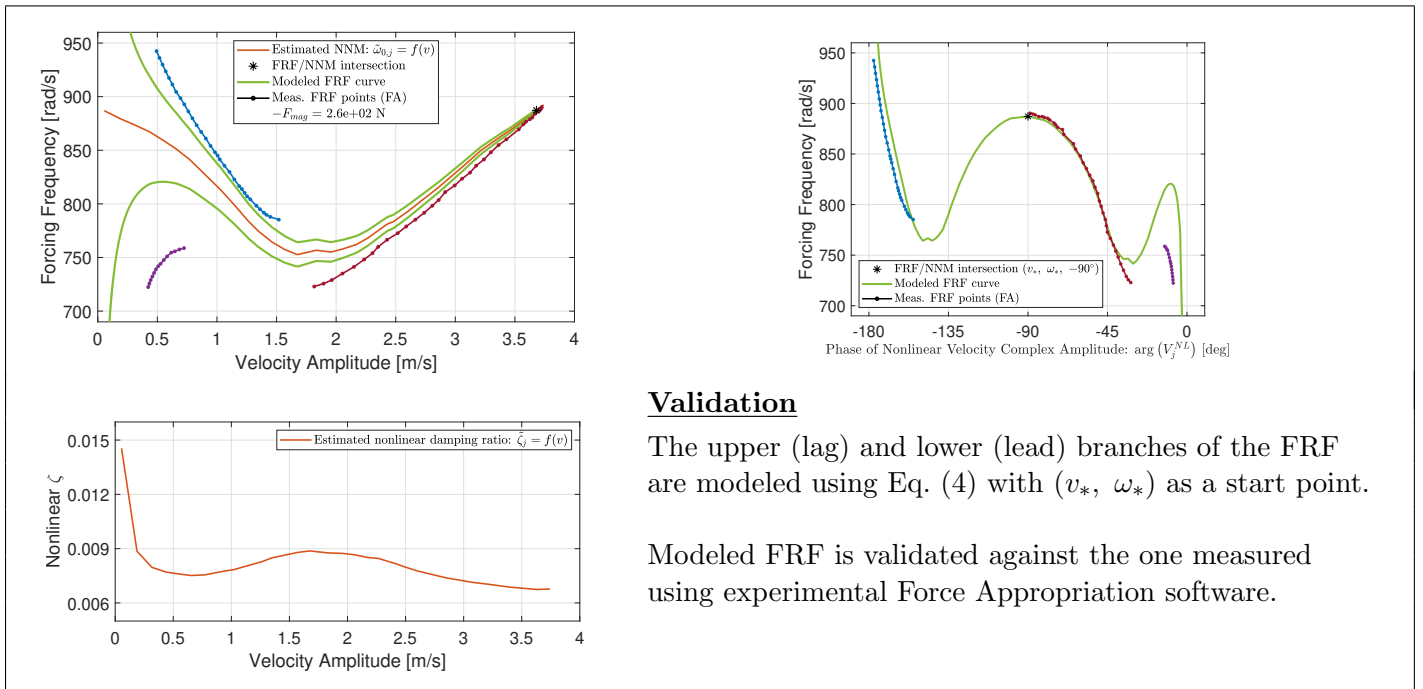 950
900
850
800
750
700
Forcing Frequency [rad/s]
0 0.5 1 1.5 2 2.5 3 3.5 4
Velocity Amplitude [m/s]
Estimated NNM: ω̃₀,ⱼ = f(v)
FRF/NNM intersection
Modeled FRF curve
Meas. FRF points (FA)
−F_mag = 2.6e+02 N
950
900
850
800
750
700
Forcing Frequency [rad/s]
FRF/NNM intersection (v_*, ω_*, −90°)
Modeled FRF curve
Meas. FRF points (FA)
-180 -135 -90 -45 0
Phase of Nonlinear Velocity Complex Amplitude: arg (V_j^{NL}) [deg]
0.015
0.012
0.009
0.006
Nonlinear ζ
Estimated nonlinear damping ratio: ζ̃ⱼ = f(v)
0 0.5 1 1.5 2 2.5 3 3.5 4
Velocity Amplitude [m/s]
Validation
The upper (lag) and lower (lead) branches of the FRF
are modeled using Eq. (4) with (v_*, ω_*) as a start point.
Modeled FRF is validated against the one measured
using experimental Force Appropriation software.